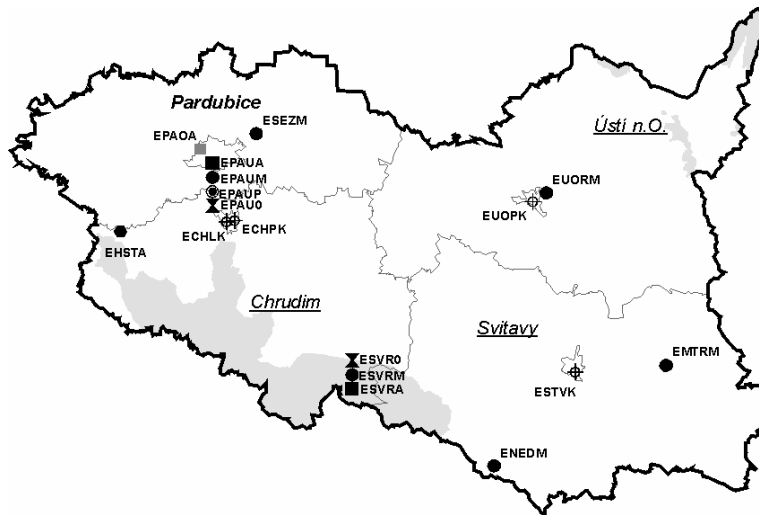 Pardubice
ESEZM
EPAOA
EPAUA
EPAUM
EPAUP
EPAU0
ECHLK
ECHPK
EHSTA
Chrudim
Ústí n.O.
EUORM
EUOPK
Svitavy
ESVR0
ESVRM
ESVRA
EMTRM
ESTVK
ENEDM